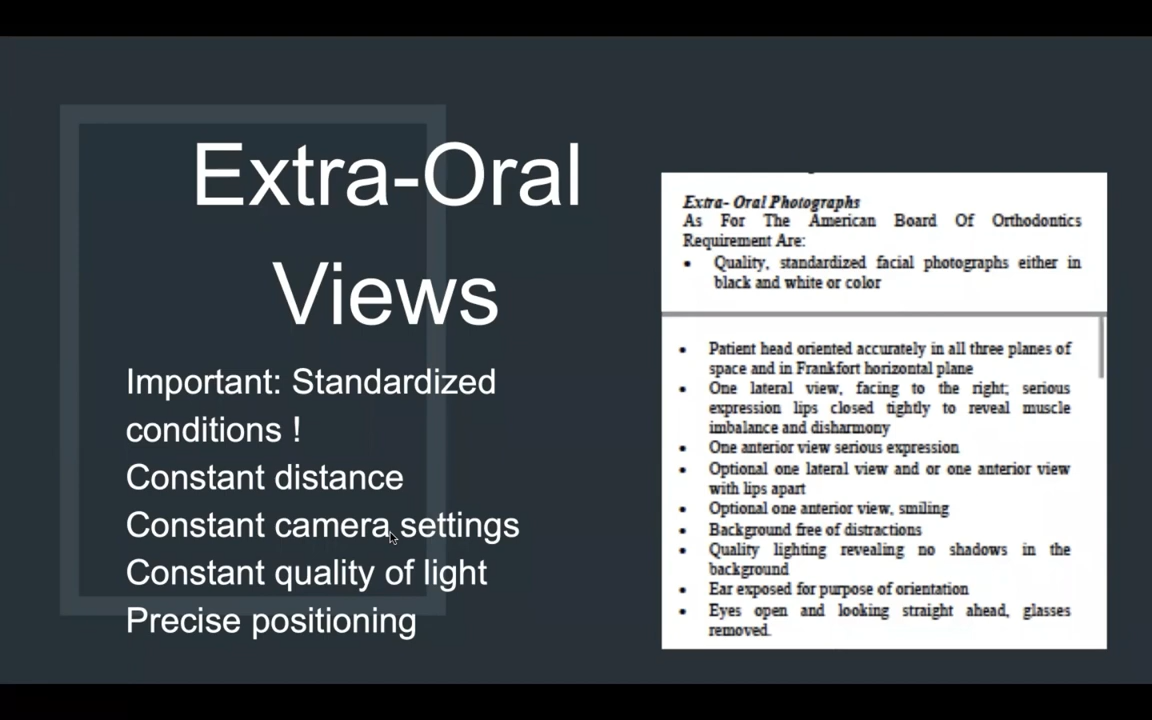 Extra-Oral
Views
Important: Standardized
conditions !
Constant distance
Constant camera settings
Constant quality of light
Precise positioning
Extra- Oral Photographs
As For The American Board Of Orthodontics
Requirement Are:
• Quality, standardized facial photographs either in
black and white or color
• Patient head oriented accurately in all three planes of
space and in Frankfort horizontal plane
• One lateral view, facing to the right; serious
expression lips closed tightly to reveal muscle
imbalance and disharmony
• One anterior view serious expression
• Optional one lateral view and or one anterior view
with lips apart
• Optional one anterior view, smiling
• Background free of distractions
• Quality lighting revealing no shadows in the
background
• Ear exposed for purpose of orientation
• Eyes open and looking straight ahead, glasses
removed.